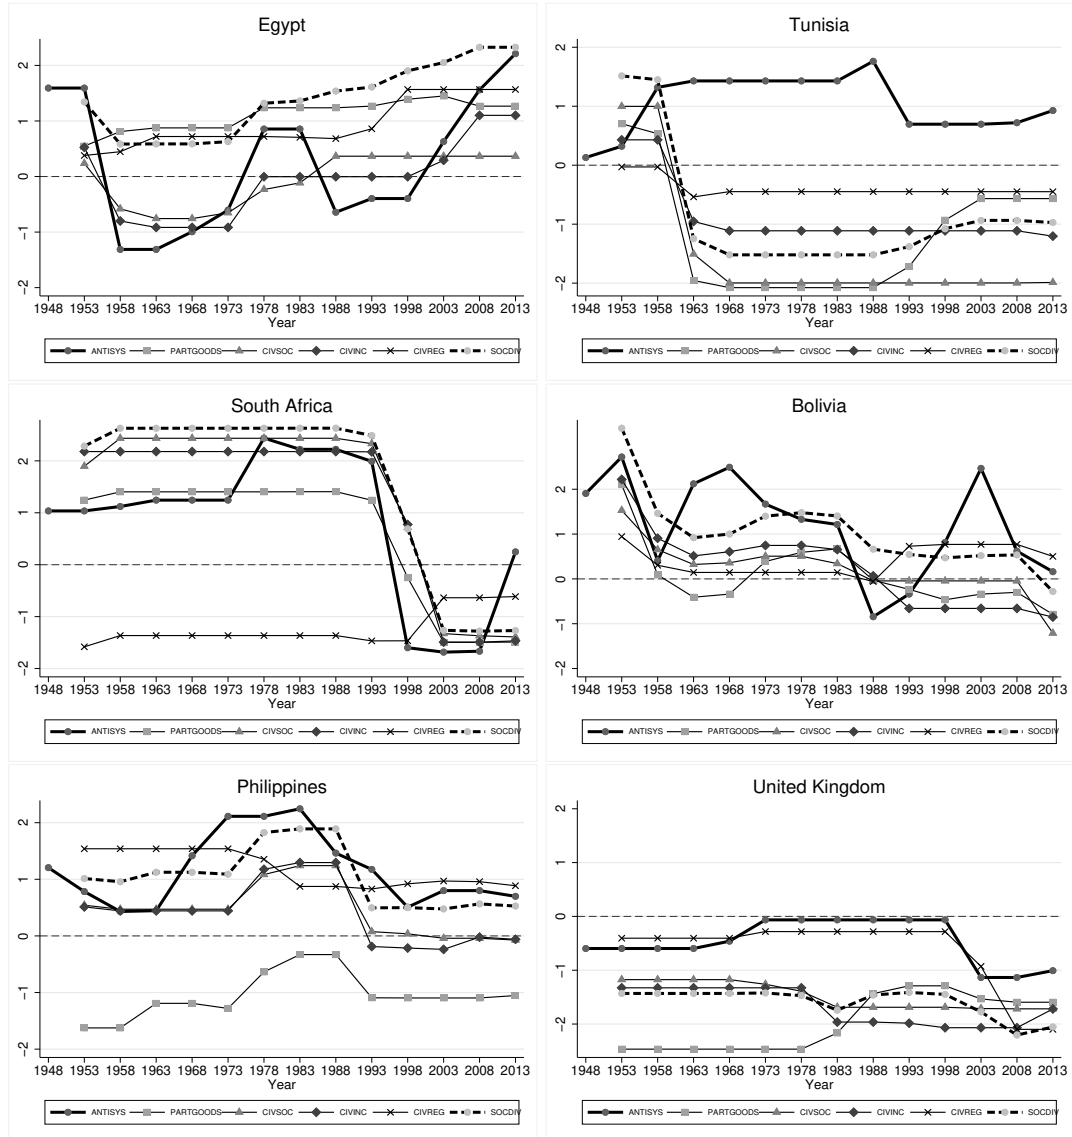 Egypt
2
1
0
−1
−2
1948 1953 1958 1963 1968 1973 1978 1983 1988 1993 1998 2003 2008 2013
Year
ANTISYS PARTGOODS CIVSOC CIVINC CIVREG SOCDIV
Tunisia
2
1
0
−1
−2
1948 1953 1958 1963 1968 1973 1978 1983 1988 1993 1998 2003 2008 2013
Year
ANTISYS PARTGOODS CIVSOC CIVINC CIVREG SOCDIV
South Africa
2
1
0
−1
−2
1948 1953 1958 1963 1968 1973 1978 1983 1988 1993 1998 2003 2008 2013
Year
ANTISYS PARTGOODS CIVSOC CIVINC CIVREG SOCDIV
Bolivia
2
1
0
−1
−2
1948 1953 1958 1963 1968 1973 1978 1983 1988 1993 1998 2003 2008 2013
Year
ANTISYS PARTGOODS CIVSOC CIVINC CIVREG SOCDIV
Philippines
2
1
0
−1
−2
1948 1953 1958 1963 1968 1973 1978 1983 1988 1993 1998 2003 2008 2013
Year
ANTISYS PARTGOODS CIVSOC CIVINC CIVREG SOCDIV
United Kingdom
2
1
0
−1
−2
1948 1953 1958 1963 1968 1973 1978 1983 1988 1993 1998 2003 2008 2013
Year
ANTISYS PARTGOODS CIVSOC CIVINC CIVREG SOCDIV